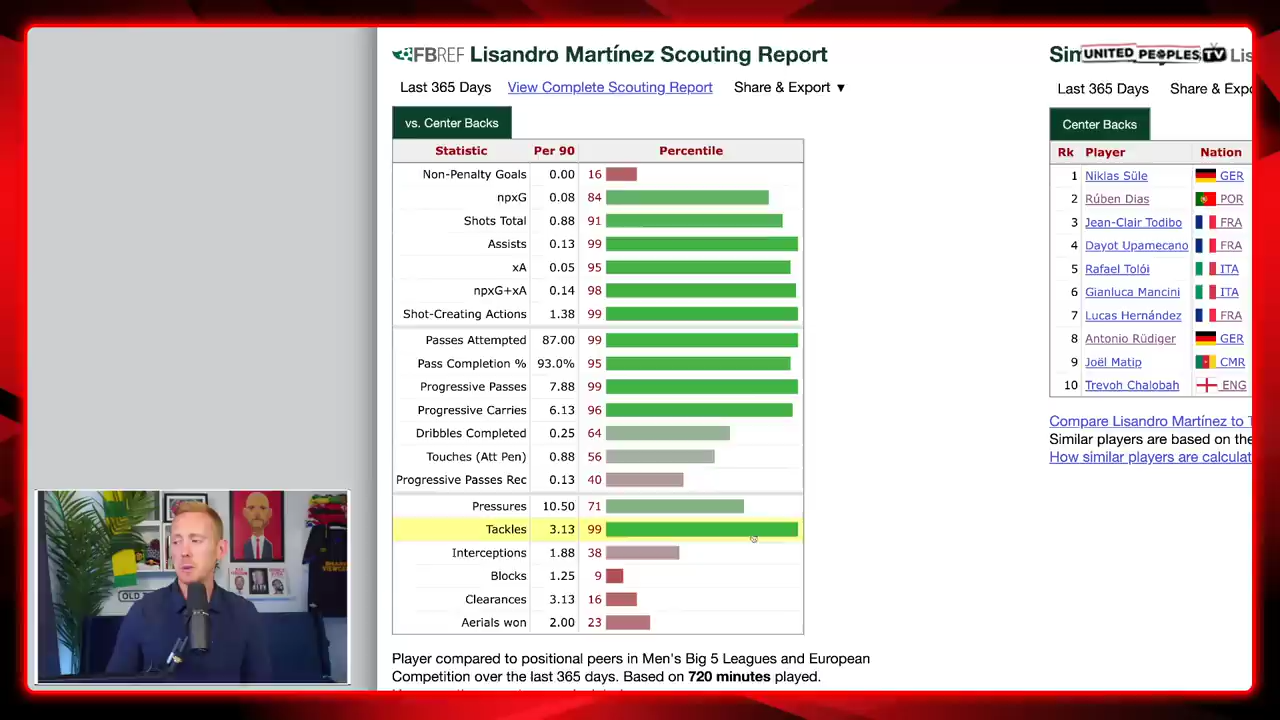 FBREF Lisandro Martínez Scouting Report
Last 365 Days View Complete Scouting Report Share & Export ▼
vs. Center Backs
Statistic Per 90 Percentile
Non-Penalty Goals 0.00 16
npxG 0.08 84
Shots Total 0.88 91
Assists 0.13 99
xA 0.05 95
npxG+xA 0.14 98
Shot-Creating Actions 1.38 99
Passes Attempted 87.00 99
Pass Completion % 93.0% 95
Progressive Passes 7.88 99
Progressive Carries 6.13 96
Dribbles Completed 0.25 64
Touches (Att Pen) 0.88 56
Progressive Passes Rec 0.13 40
Pressures 10.50 71
Tackles 3.13 99
Interceptions 1.88 38
Blocks 1.25 9
Clearances 3.13 16
Aerials won 2.00 23
Player compared to positional peers in Men's Big 5 Leagues and European
Competition over the last 365 days. Based on 720 minutes played.
UNITED PEOPLES TV
Last 365 Days Share & Expo
Center Backs
Rk Player Nation
1 Niklas Süle GER
2 Rúben Dias POR
3 Jean-Clair Todibo FRA
4 Dayot Upamecano FRA
5 Rafael Tolói ITA
6 Gianluca Mancini ITA
7 Lucas Hernández FRA
8 Antonio Rüdiger GER
9 Joël Matip CMR
10 Trevoh Chalobah ENG
Compare Lisandro Martínez to T
Similar players are based on the
How similar players are calculat
OLD